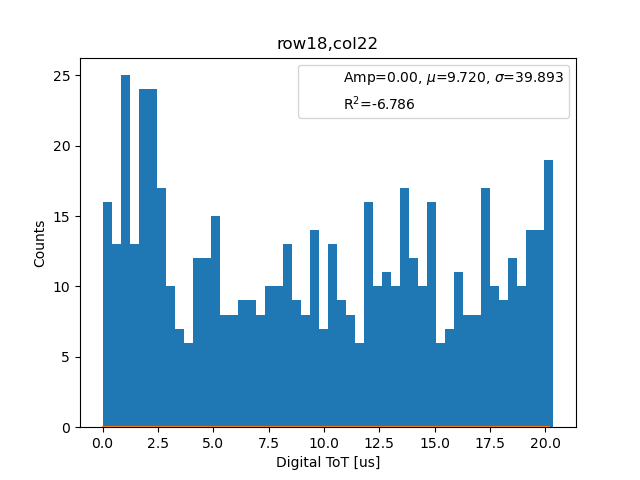 row18,col22
Amp=0.00, μ=9.720, σ=39.893
R²=-6.786
25
20
15
10
5
0
Counts
0.0 2.5 5.0 7.5 10.0 12.5 15.0 17.5 20.0
Digital ToT [us]